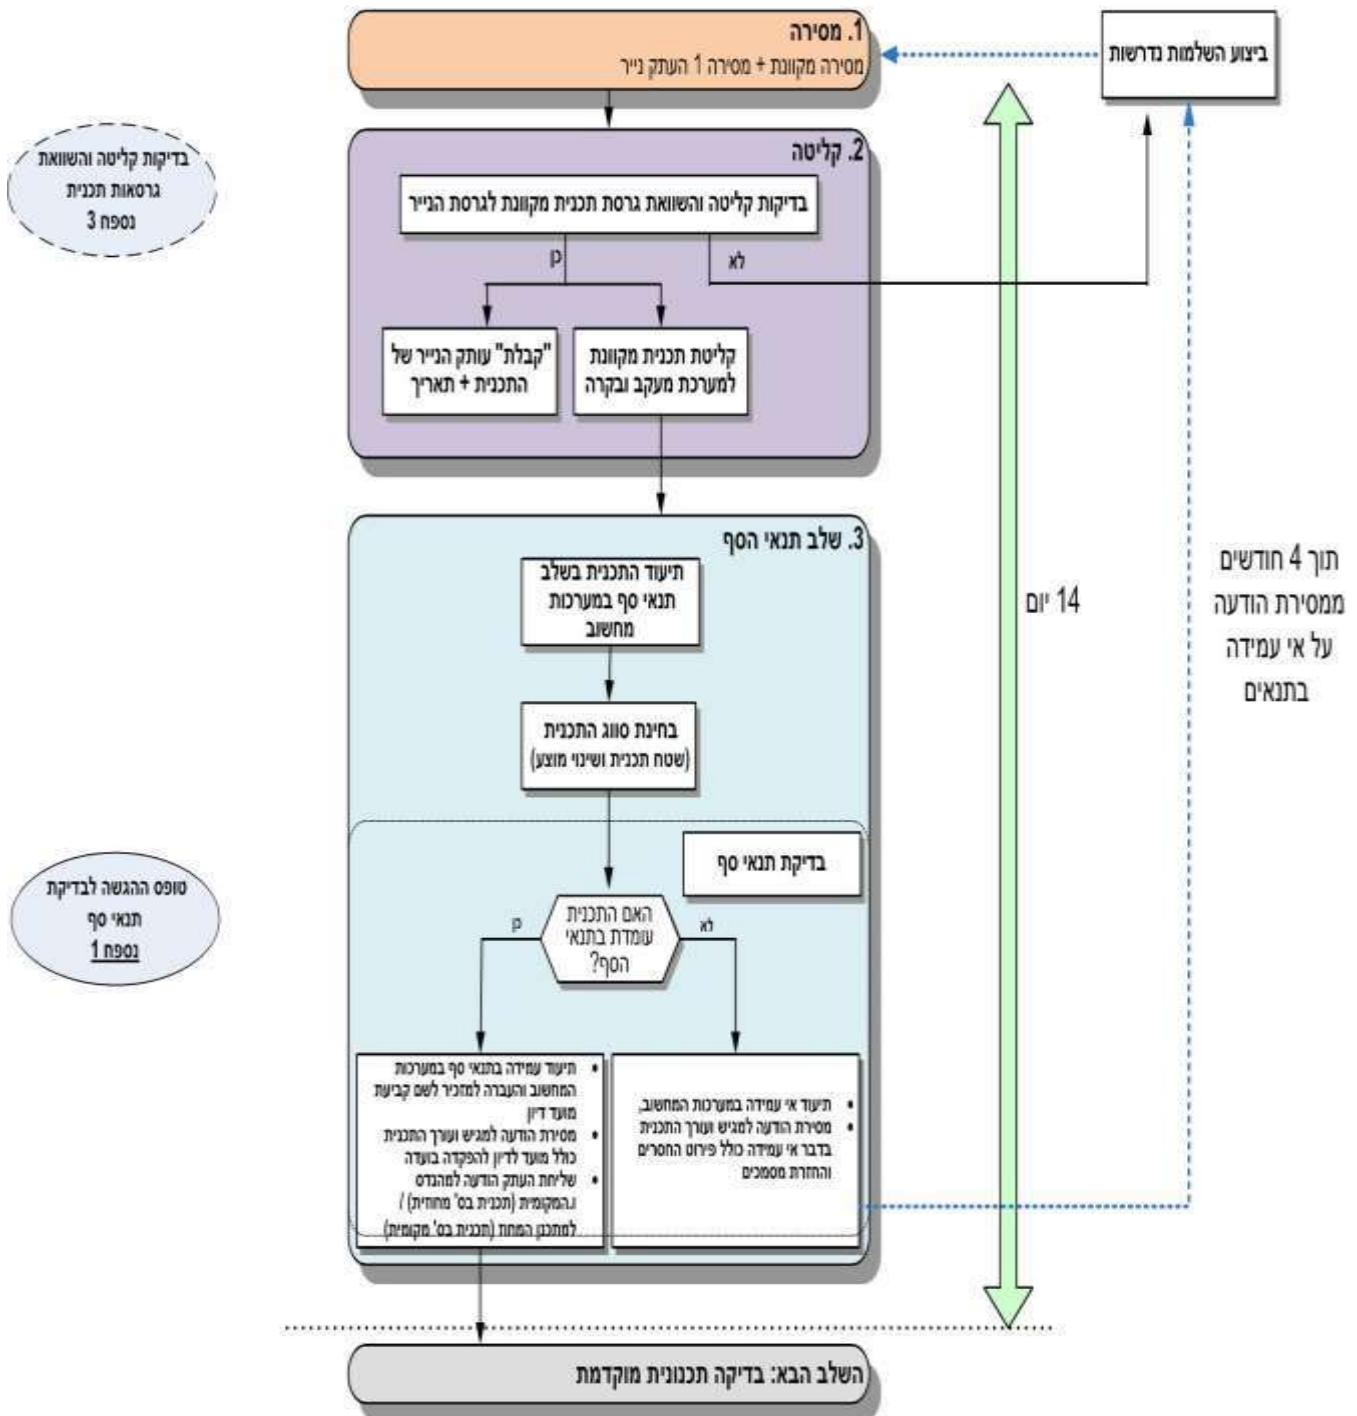 1. מסירה
מסירה מקוונת + מסירה 1 העתק נייר
ביצוע השלמות נדרשות
2. קליטה
בדיקות קליטה והשוואת
גרסאות תכנית
נספח 3
בדיקות קליטה והשוואת גרסת תכנית מקוונת לגרסת הנייר
כן
לא
קליטת תכנית מקוונת
למערכת מעקב ובקרה
"קבלת" עותק הנייר של
התכנית + תאריך
3. שלב תנאי הסף
תיעוד התכנית בשלב
תנאי סף במערכות
מחשוב
בחינת סווג התכנית
(שטח תכנית ושינוי מוצע)
14 יום
תוך 4 חודשים
ממסירת הודעה
על אי עמידה
בתנאים
בדיקת תנאי סף
טופס ההגשה לבדיקת
תנאי סף
נספח 1
האם התכנית
עומדת בתנאי
הסף?
לא
כן
• תיעוד אי עמידה במערכות המחשוב,
• מסירת הודעה למגיש ועורך התכנית
בדבר אי עמידה כולל פירוט החסרים
והחזרת מסמכים
• תיעוד עמידה בתנאי סף במערכות
המחשוב והעברה למזכיר לשם קביעת
מועד דיון
• מסירת הודעה למגיש ועורך התכנית
כולל מועד לדיון להפקדה בועדה
• שליחת העתק הודעה למהנדס
ו.המקומית (תכנית בס' מחוזית) /
למתכנן המחת (תכנית בס' מקומית)
השלב הבא: בדיקה תכנונית מוקדמת